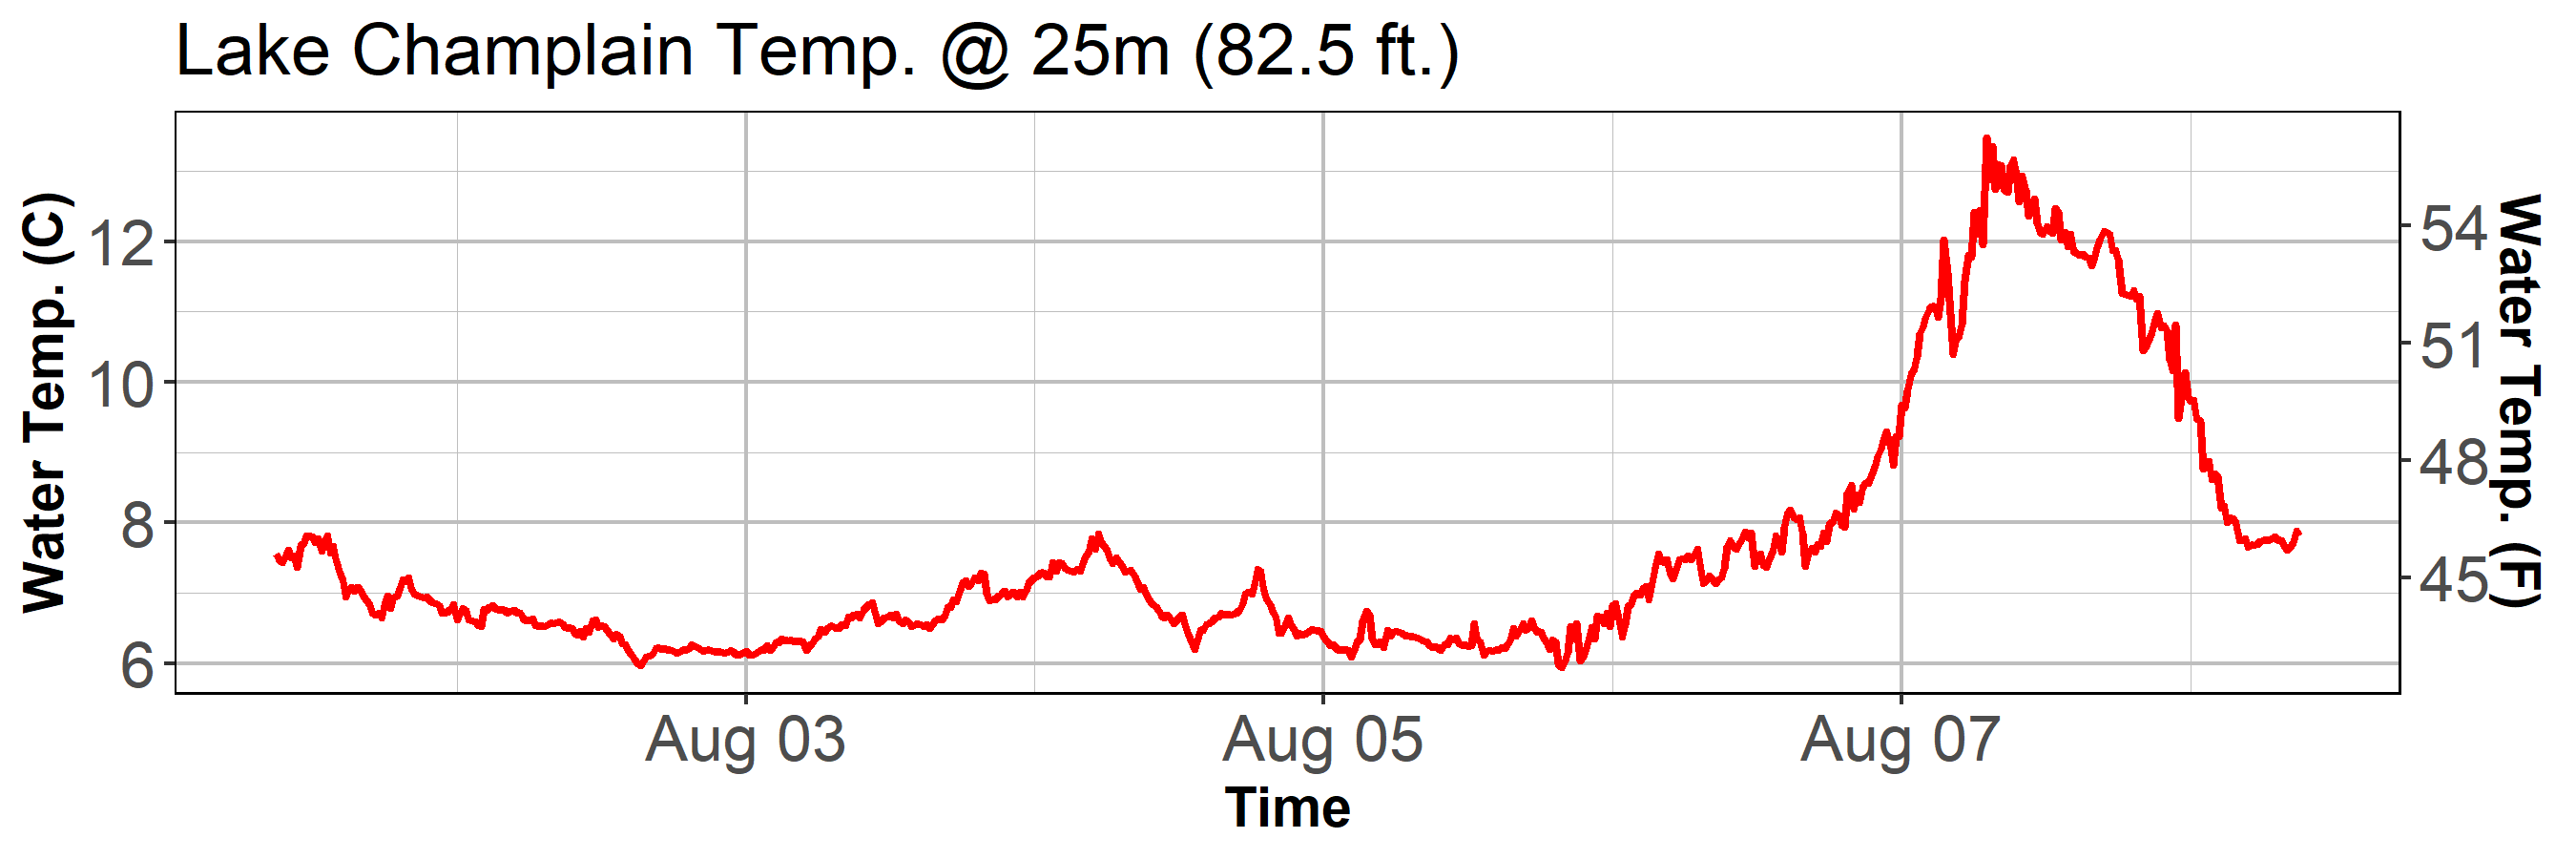 Lake Champlain Temp. @ 25m (82.5 ft.)
Water Temp. (C)
12
10
8
6
54
51
48
45
Water Temp. (F)
Aug 03
Aug 05
Aug 07
Time